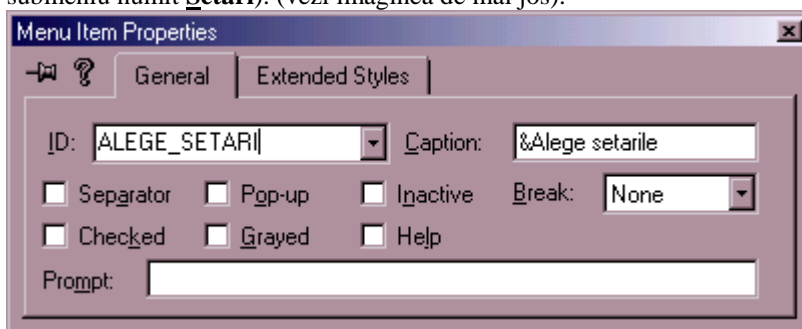 submeniu numit Setari). (vezi imaginea de mai jos):
Menu Item Properties
General Extended Styles
ID: ALEGE_SETARI Caption: &Alege setarile
Separator Pop-up Inactive Break: None
Checked Grayed Help
Prompt: